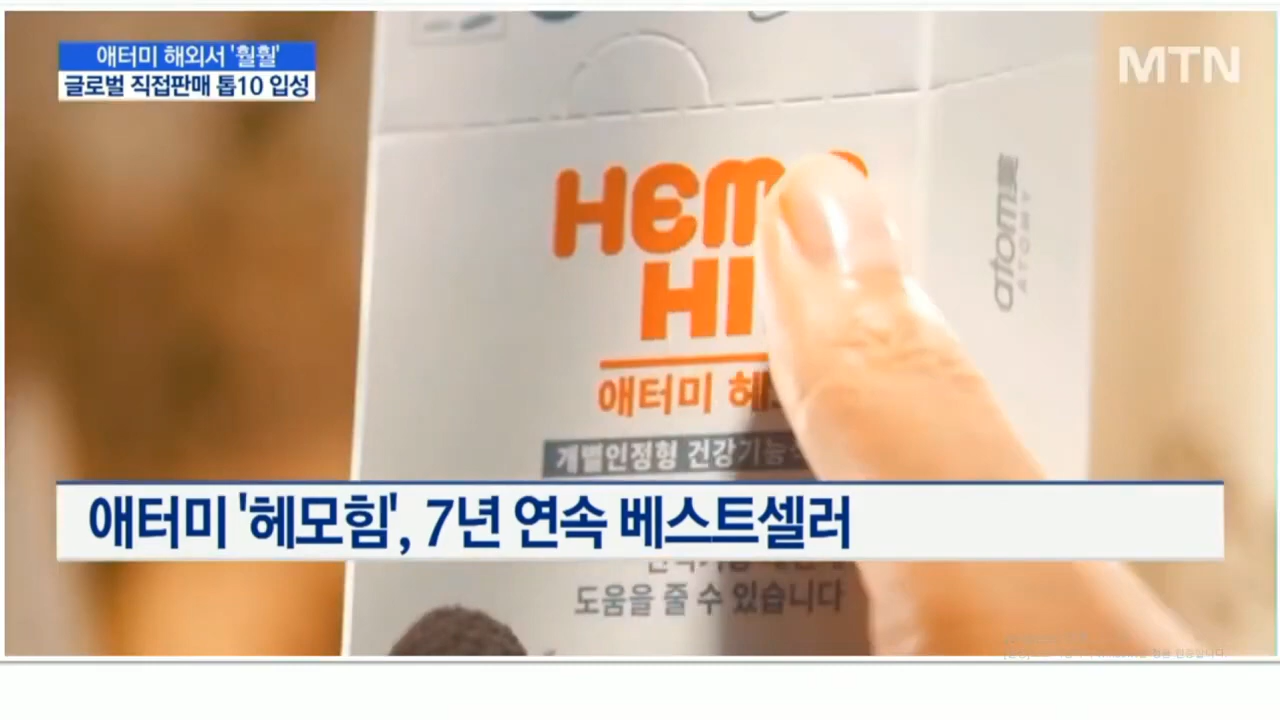 애터미 해외서 '훨훨'
글로벌 직접판매 톱10 입성
MTN
HEM
HI
애터미 헤
개별인정형 건강기능
atom美
ATOMY
애터미 '헤모힘', 7년 연속 베스트셀러
도움을 줄 수 있습니다